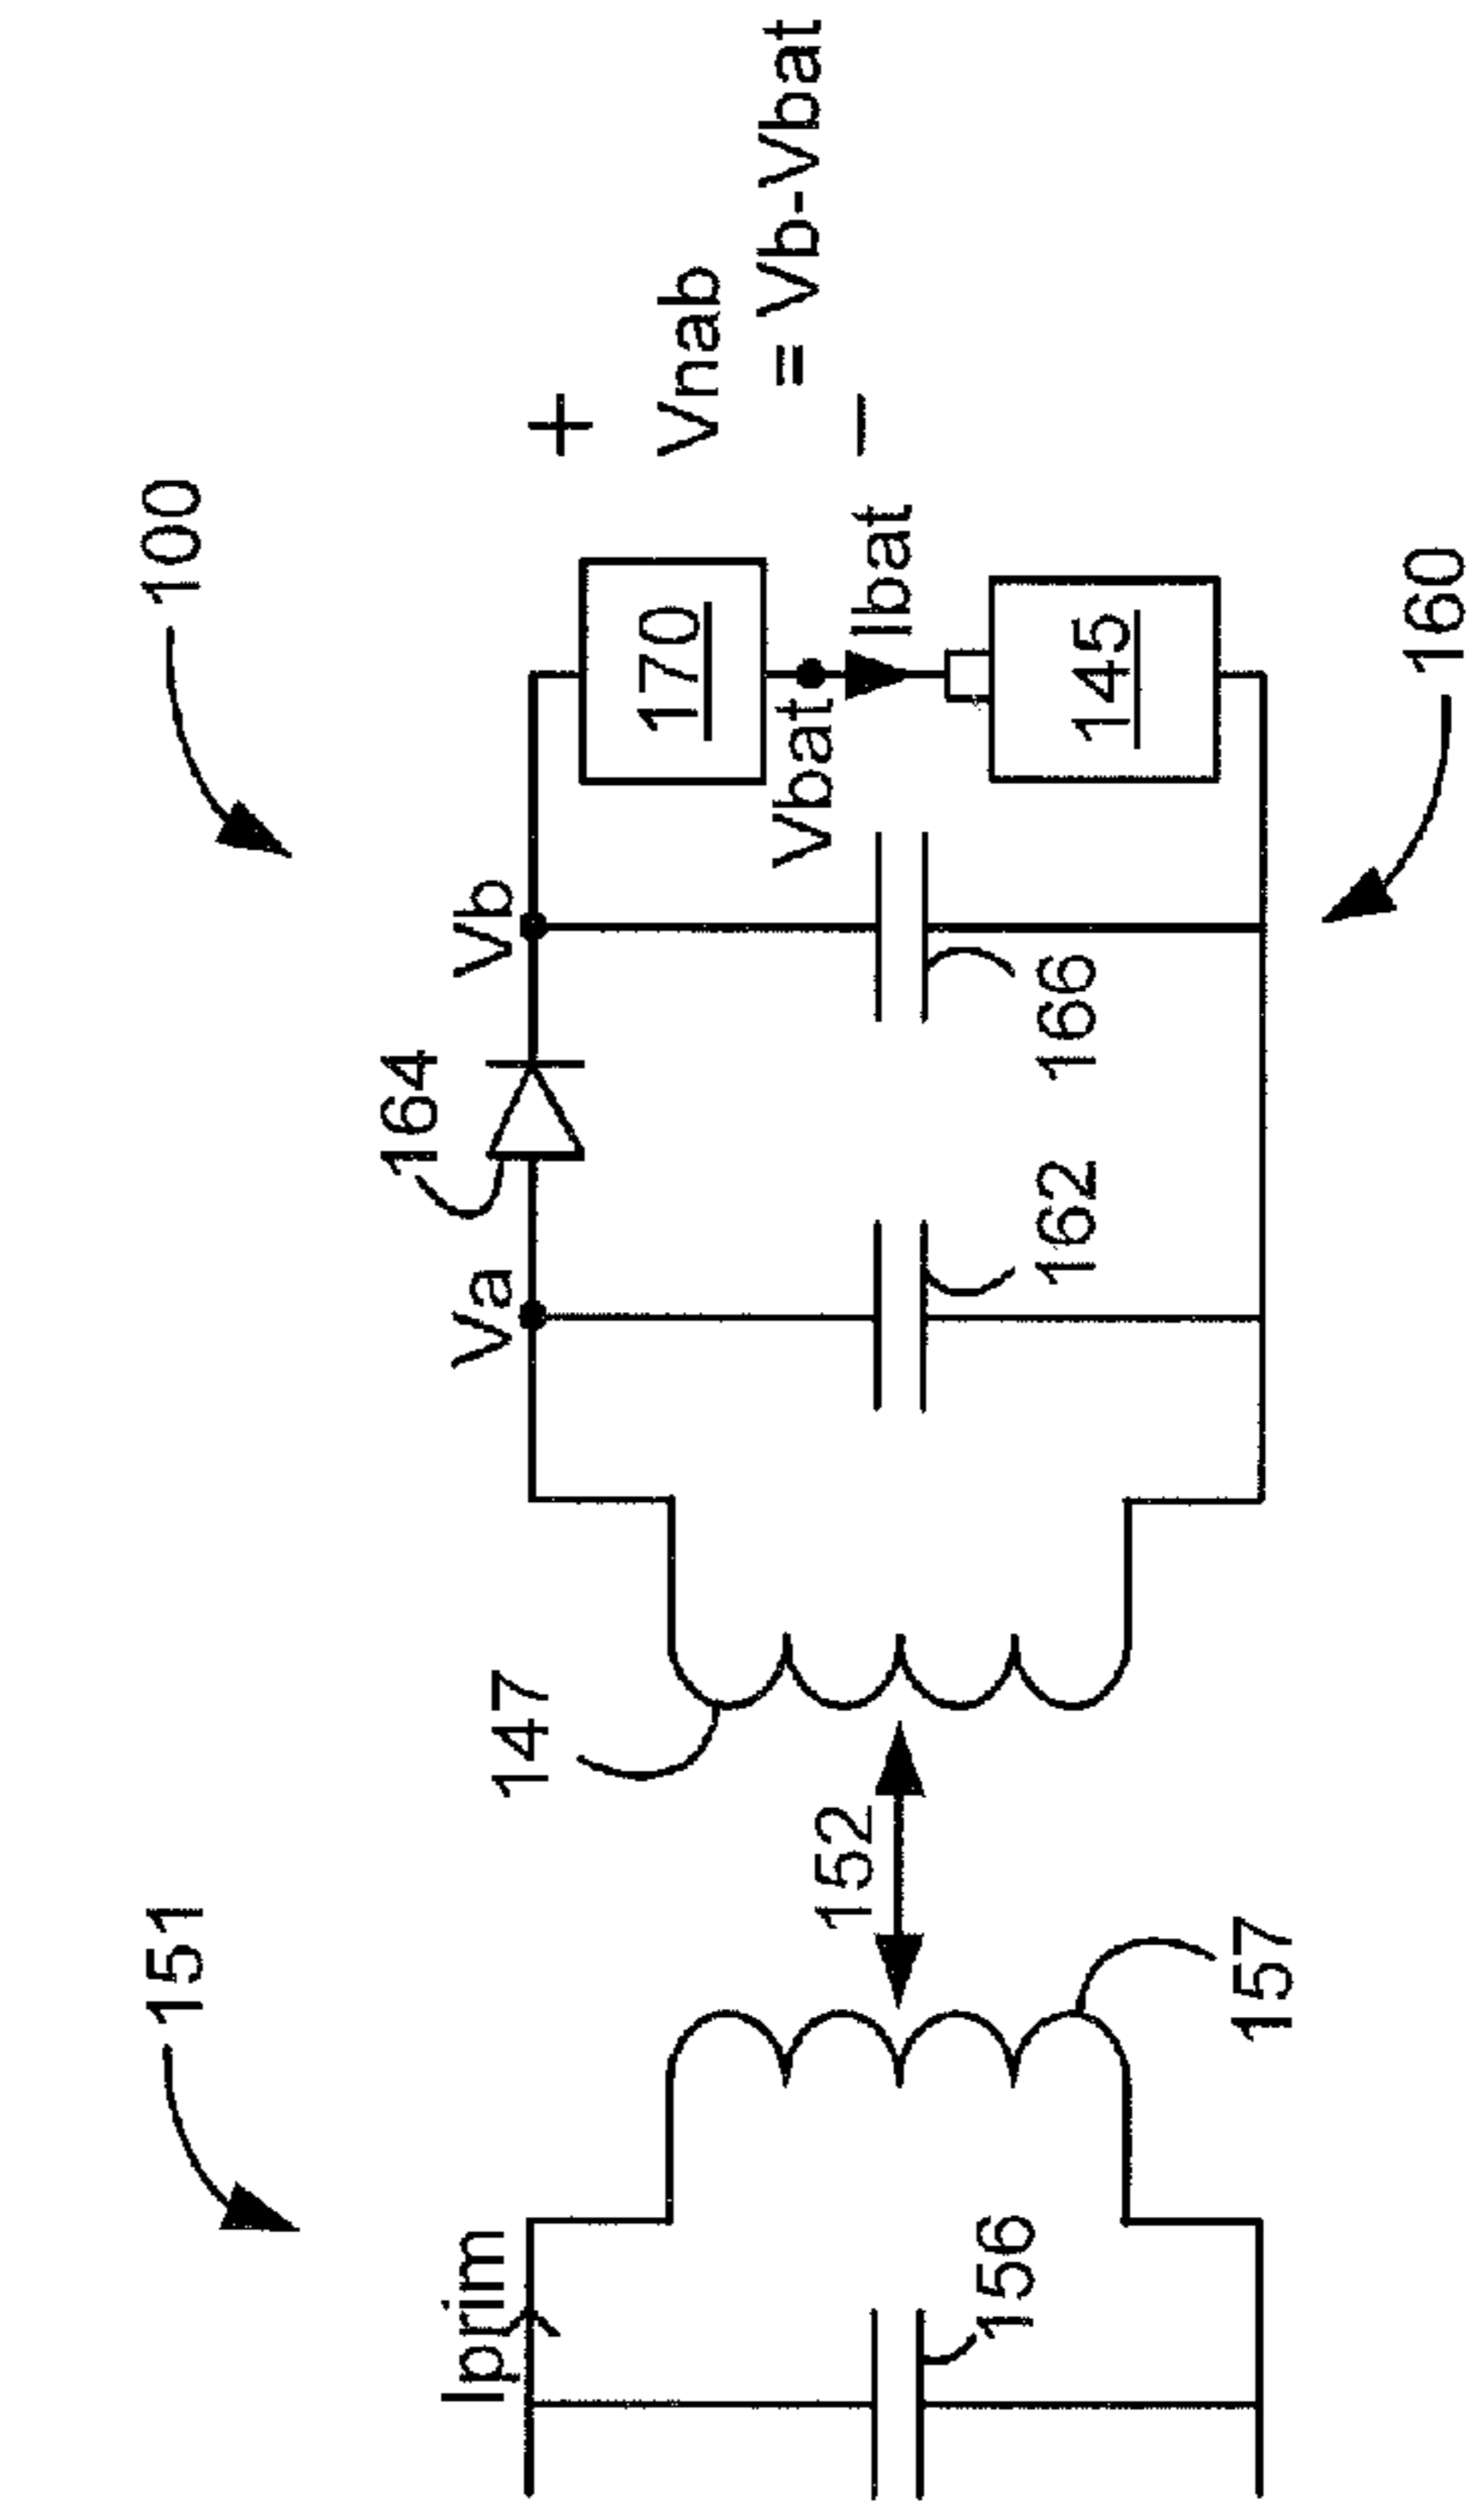 151
100
Iprim
156
157
152
147
Va
164
Vb
162
166
170
Vbat
Ibat
145
+
Vnab
= Vb-Vbat
−
160